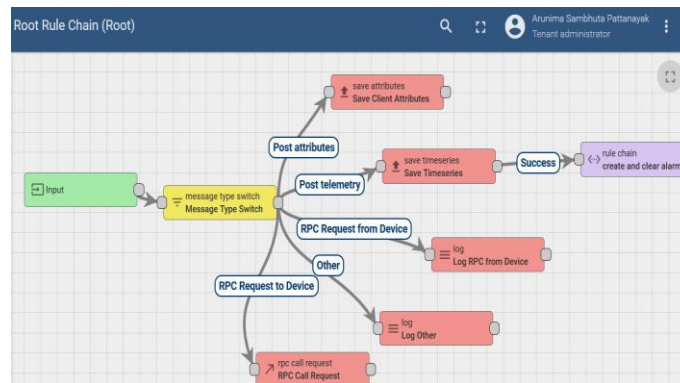 Root Rule Chain (Root)
Arunima Sambhuta Pattanayak
Tenant administrator
save attributes
Save Client Attributes
Post attributes
save timeseries
Save Timeseries
Success
rule chain
create and clear alarm
Input
message type switch
Message Type Switch
Post telemetry
RPC Request from Device
log
Log RPC from Device
Other
RPC Request to Device
log
Log Other
rpc call request
RPC Call Request